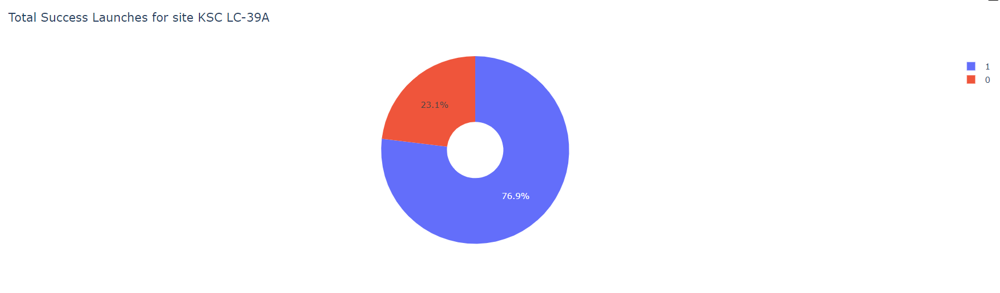 Total Success Launches for site KSC LC-39A
1
0
23.1%
76.9%